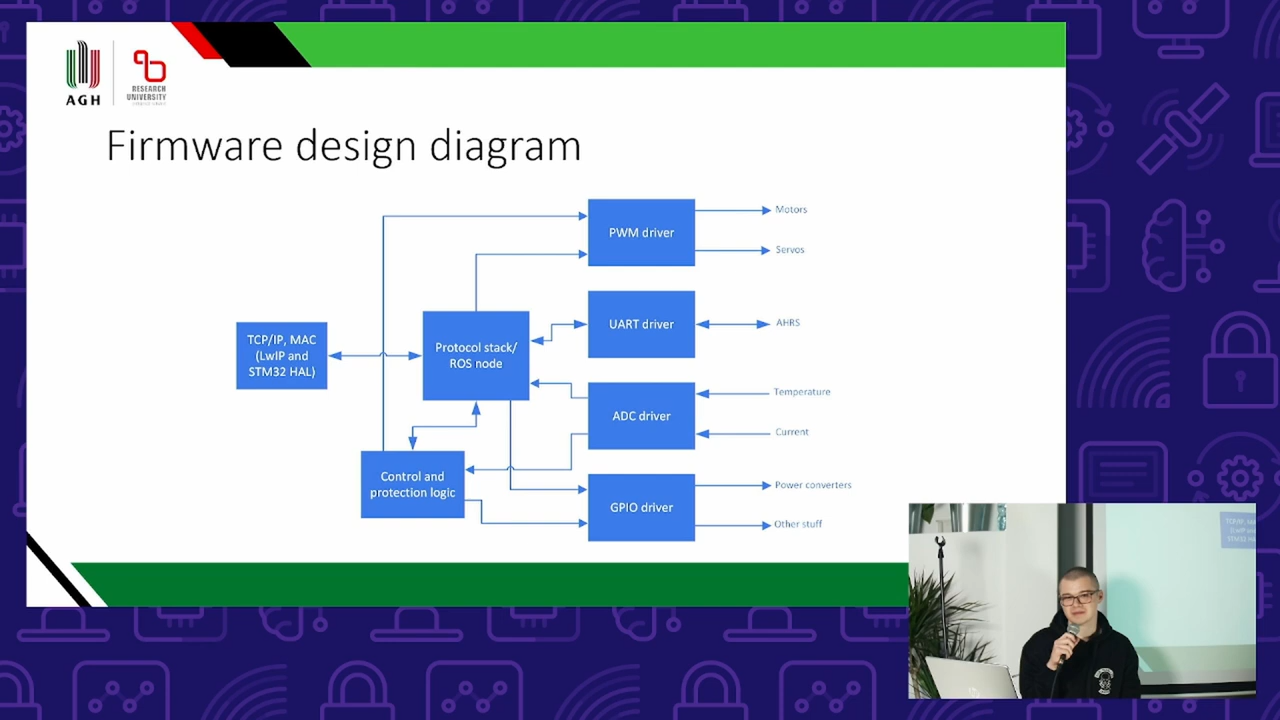 AGH
RESEARCH
UNIVERSITY
Firmware design diagram
PWM driver
Motors
Servos
TCP/IP, MAC
(LwIP and
STM32 HAL)
Protocol stack/
ROS node
UART driver
AHRS
ADC driver
Temperature
Current
Control and
protection logic
GPIO driver
Power converters
Other stuff